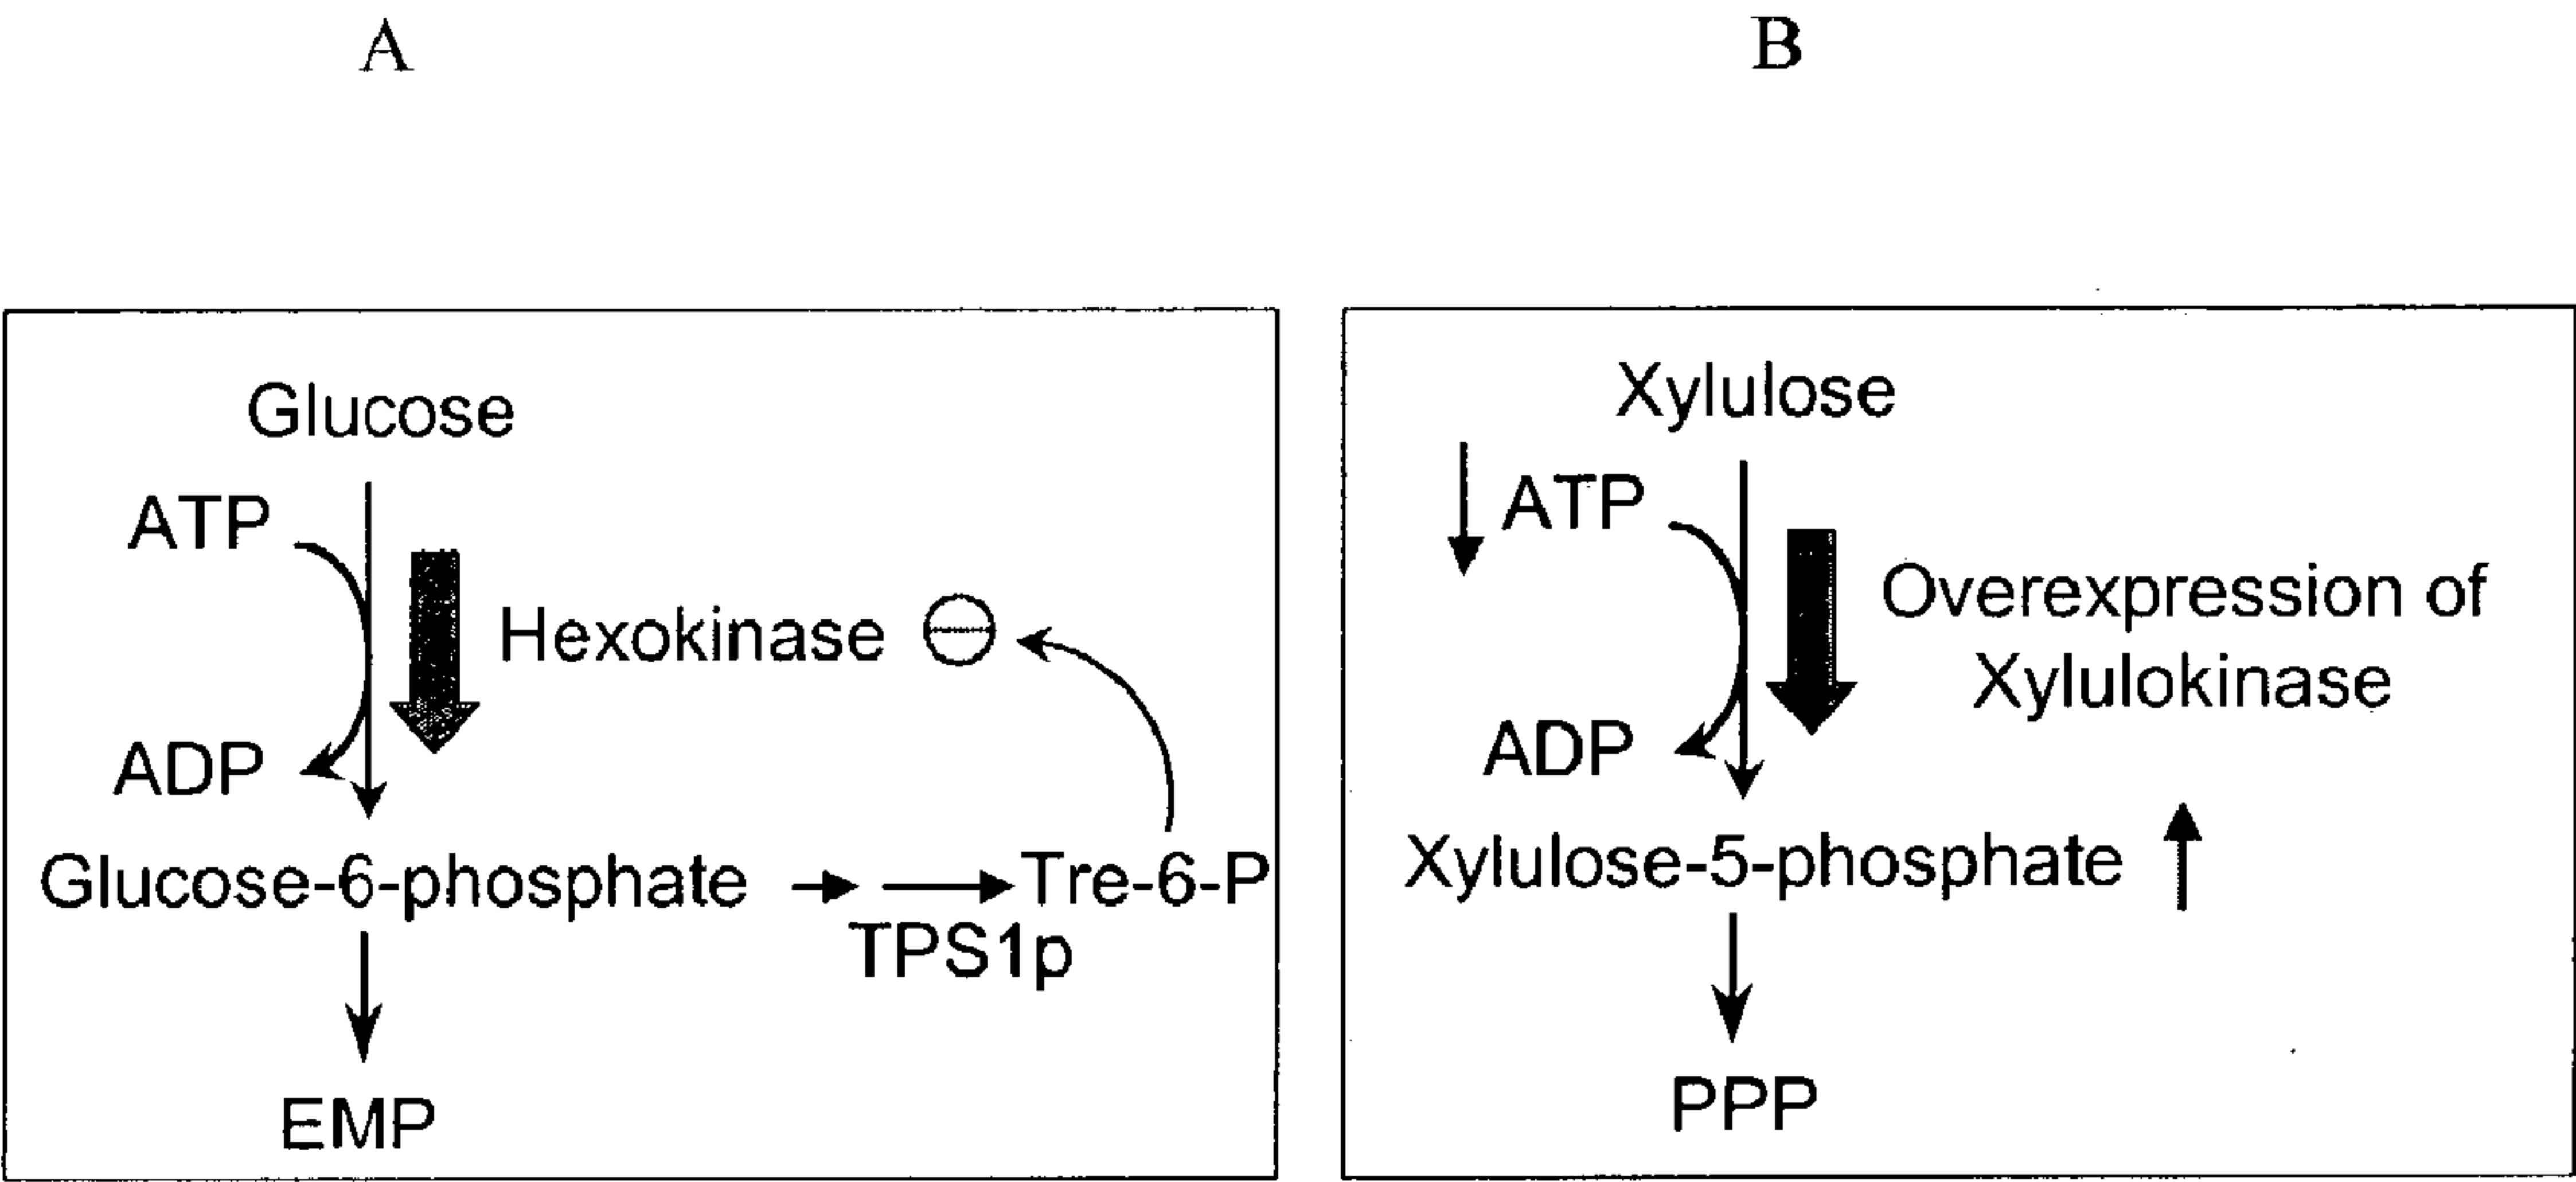 A
B
Glucose
ATP
Hexokinase
ADP
Glucose-6-phosphate
Tre-6-P
TPS1p
EMP
Xylulose
ATP
Overexpression of
Xylulokinase
ADP
Xylulose-5-phosphate
PPP